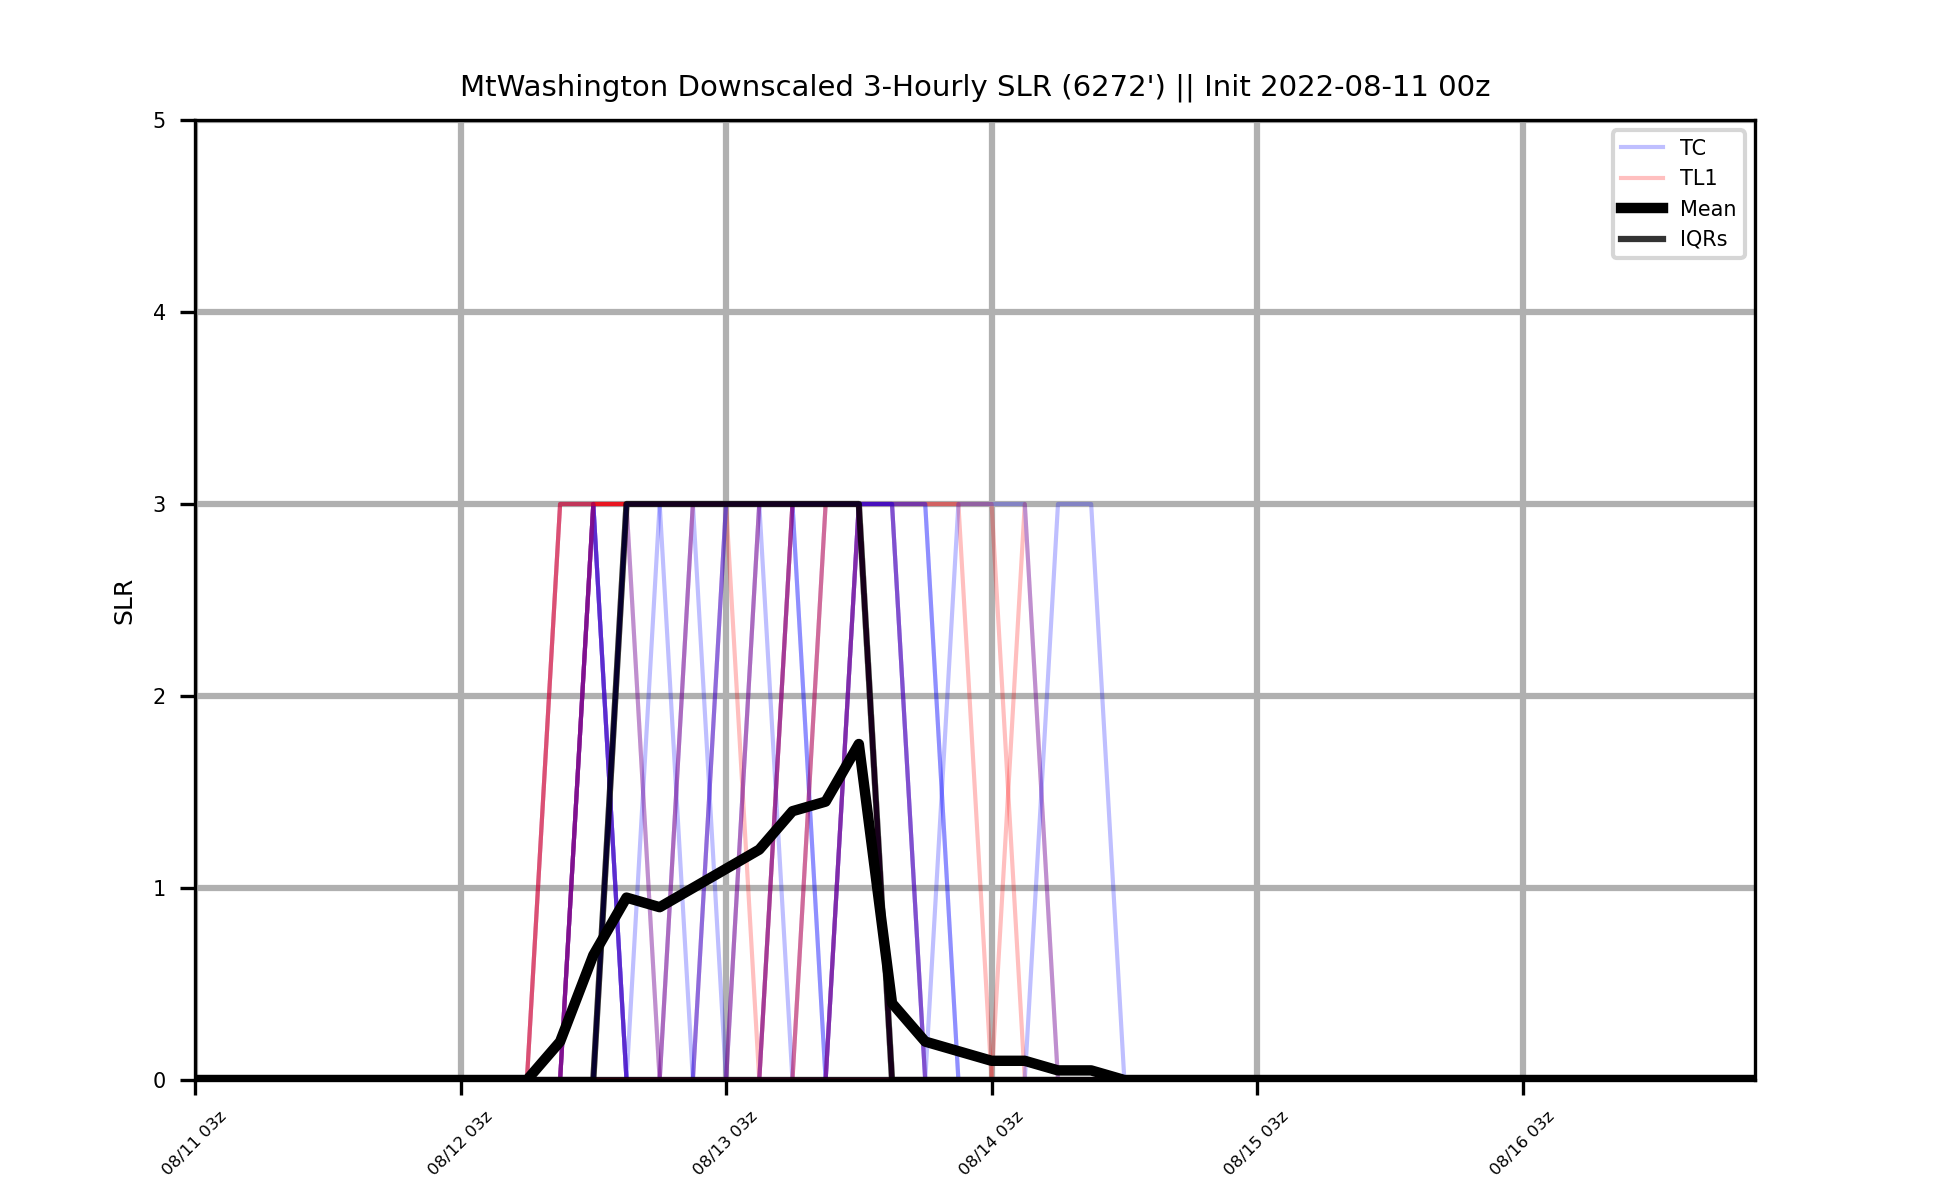 MtWashington Downscaled 3-Hourly SLR (6272') || Init 2022-08-11 00z
5
4
3
2
1
0
SLR
TC
TL1
Mean
IQRs
08/11 03z
08/12 03z
08/13 03z
08/14 03z
08/15 03z
08/16 03z